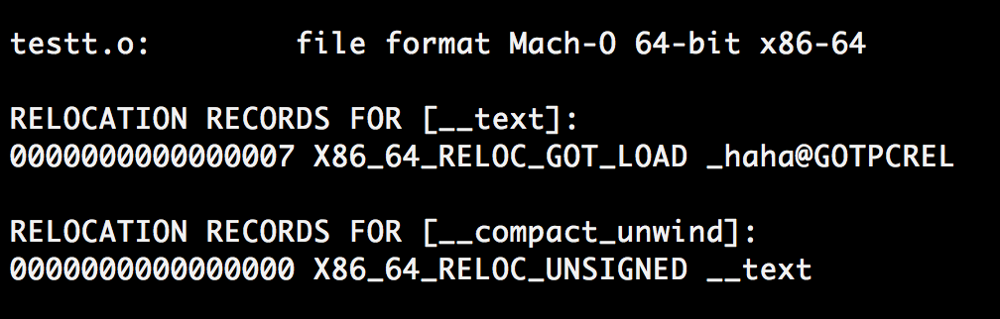 testt.o: file format Mach-O 64-bit x86-64
RELOCATION RECORDS FOR [__text]:
0000000000000007 X86_64_RELOC_GOT_LOAD _haha@GOTPCREL
RELOCATION RECORDS FOR [__compact_unwind]:
0000000000000000 X86_64_RELOC_UNSIGNED __text